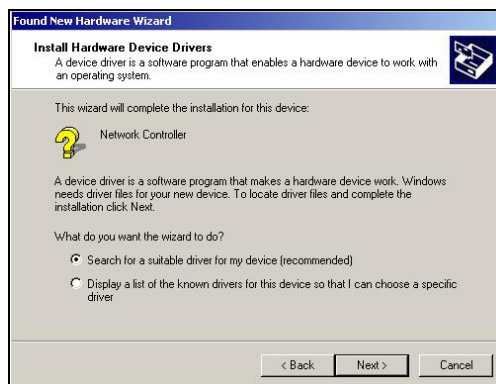 Found New Hardware Wizard
Install Hardware Device Drivers
A device driver is a software program that enables a hardware device to work with
an operating system.
This wizard will complete the installation for this device:
Network Controller
A device driver is a software program that makes a hardware device work. Windows
needs driver files for your new device. To locate driver files and complete the
installation click Next.
What do you want the wizard to do?
Search for a suitable driver for my device (recommended)
Display a list of the known drivers for this device so that I can choose a specific
driver
< Back Next > Cancel